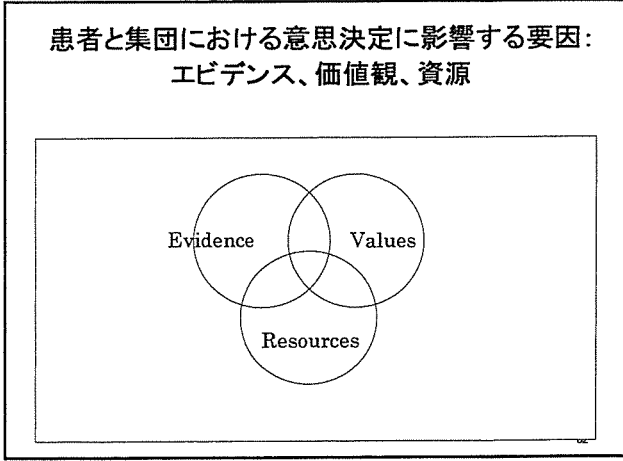 患者と集団における意思決定に影響する要因:
エビデンス、価値観、資源
Evidence
Values
Resources